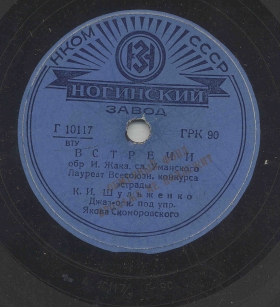 НКОМ СССР
НОГИНСКИЙ
ЗАВОД
Г 10117 ГРК 90
ВТУ
ВСТРЕЧИ
обр. И. Жака, сл. Уманского
Лауреат Всесоюзн. конкурса
эстрады
К. И. Шульженко
Джаз-орк. под упр.
Якова Скоморовского